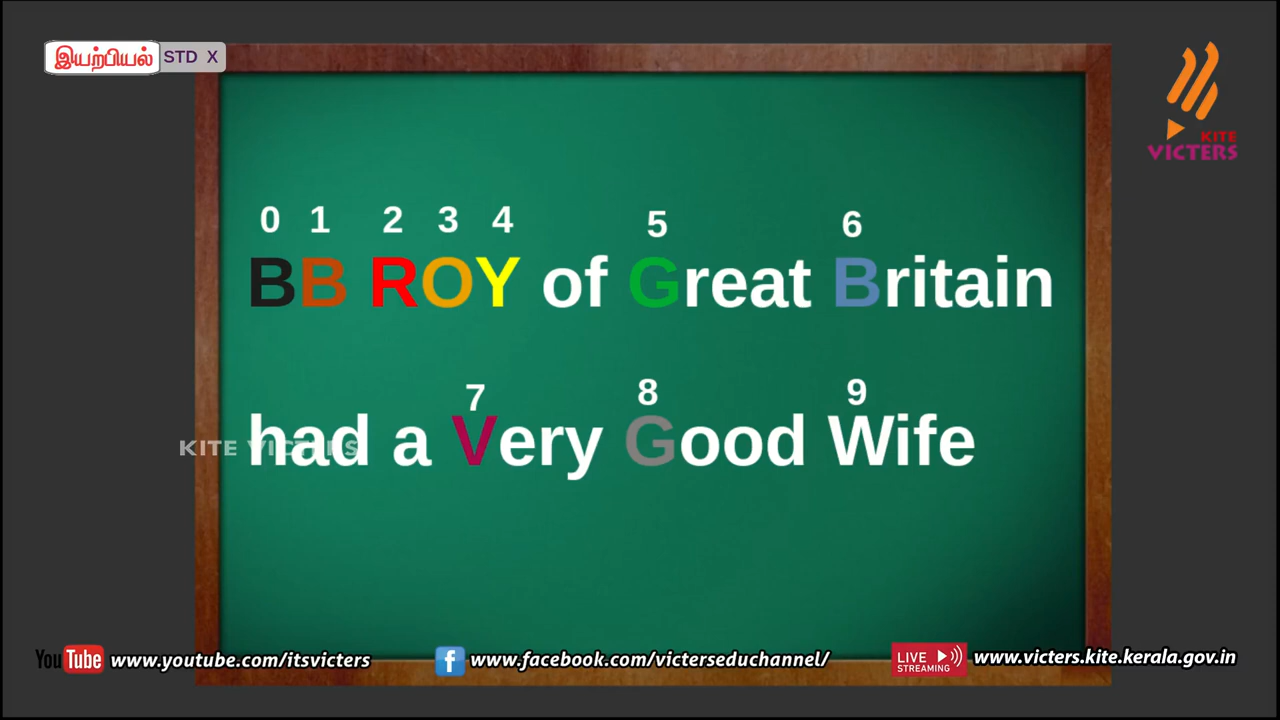 இயற்பியல் STD X
KITE
VICTERS
0 1 2 3 4 5 6
BB ROY of Great Britain
7 8 9
had a Very Good Wife
KITE VICTERS
You Tube www.youtube.com/itsvicters
f www.facebook.com/victerseduchannel/
LIVE
STREAMING
www.victers.kite.kerala.gov.in